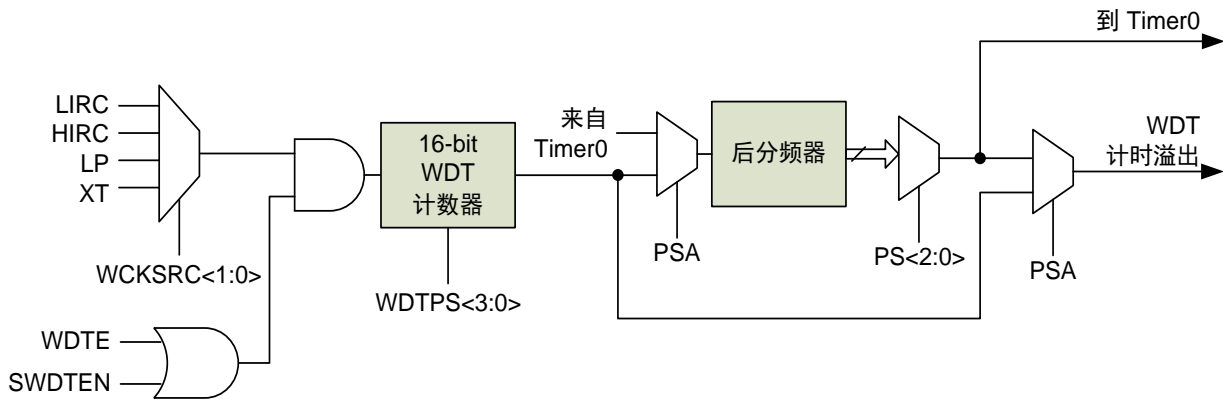 到 Timer0
LIRC
HIRC
LP
XT
WCKSRC<1:0>
WDTE
SWDTEN
16-bit
WDT
计数器
WDTPS<3:0>
来自
Timer0
PSA
后分频器
PS<2:0>
WDT
计时溢出
PSA